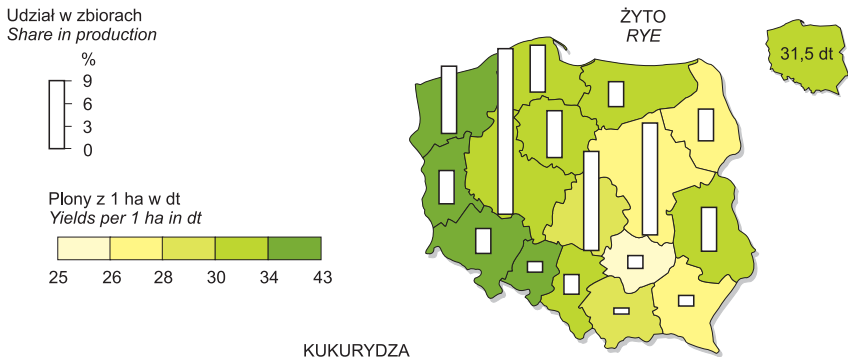 Udział w zbiorach
Share in production
%
9
6
3
0
Plony z 1 ha w dt
Yields per 1 ha in dt
25 26 28 30 34 43
ŻYTO
RYE
31,5 dt
KUKURYDZA